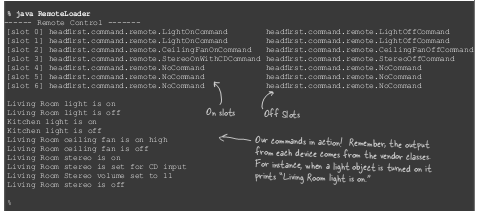 % java RemoteLoader
------ Remote Control -------
[slot 0] headfirst.command.remote.LightOnCommand headfirst.command.remote.LightOffCommand
[slot 1] headfirst.command.remote.LightOnCommand headfirst.command.remote.LightOffCommand
[slot 2] headfirst.command.remote.CeilingFanOnCommand headfirst.command.remote.CeilingFanOffCommand
[slot 3] headfirst.command.remote.StereoOnWithCDCommand headfirst.command.remote.StereoOffCommand
[slot 4] headfirst.command.remote.NoCommand headfirst.command.remote.NoCommand
[slot 5] headfirst.command.remote.NoCommand headfirst.command.remote.NoCommand
[slot 6] headfirst.command.remote.NoCommand headfirst.command.remote.NoCommand
On slots
Off Slots
Living Room light is on
Living Room light is off
Kitchen light is on
Kitchen light is off
Living Room ceiling fan is on high
Living Room ceiling fan is off
Living Room stereo is on
Living Room stereo is set for CD input
Living Room Stereo volume set to 11
Living Room stereo is off
Our commands in action! Remember, the output
from each device comes from the vendor classes.
For instance, when a light object is turned on it
prints "Living Room light is on."
%